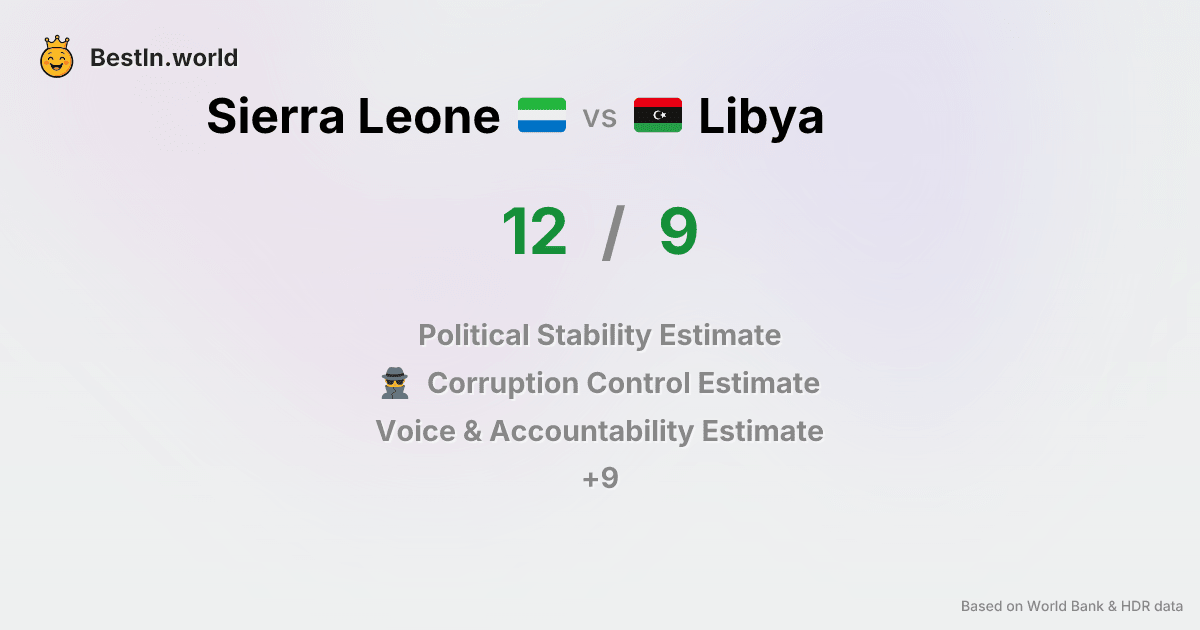 BestIn.world
Sierra Leone vs Libya
12 / 9
Political Stability Estimate
Corruption Control Estimate
Voice & Accountability Estimate
+9
Based on World Bank & HDR data